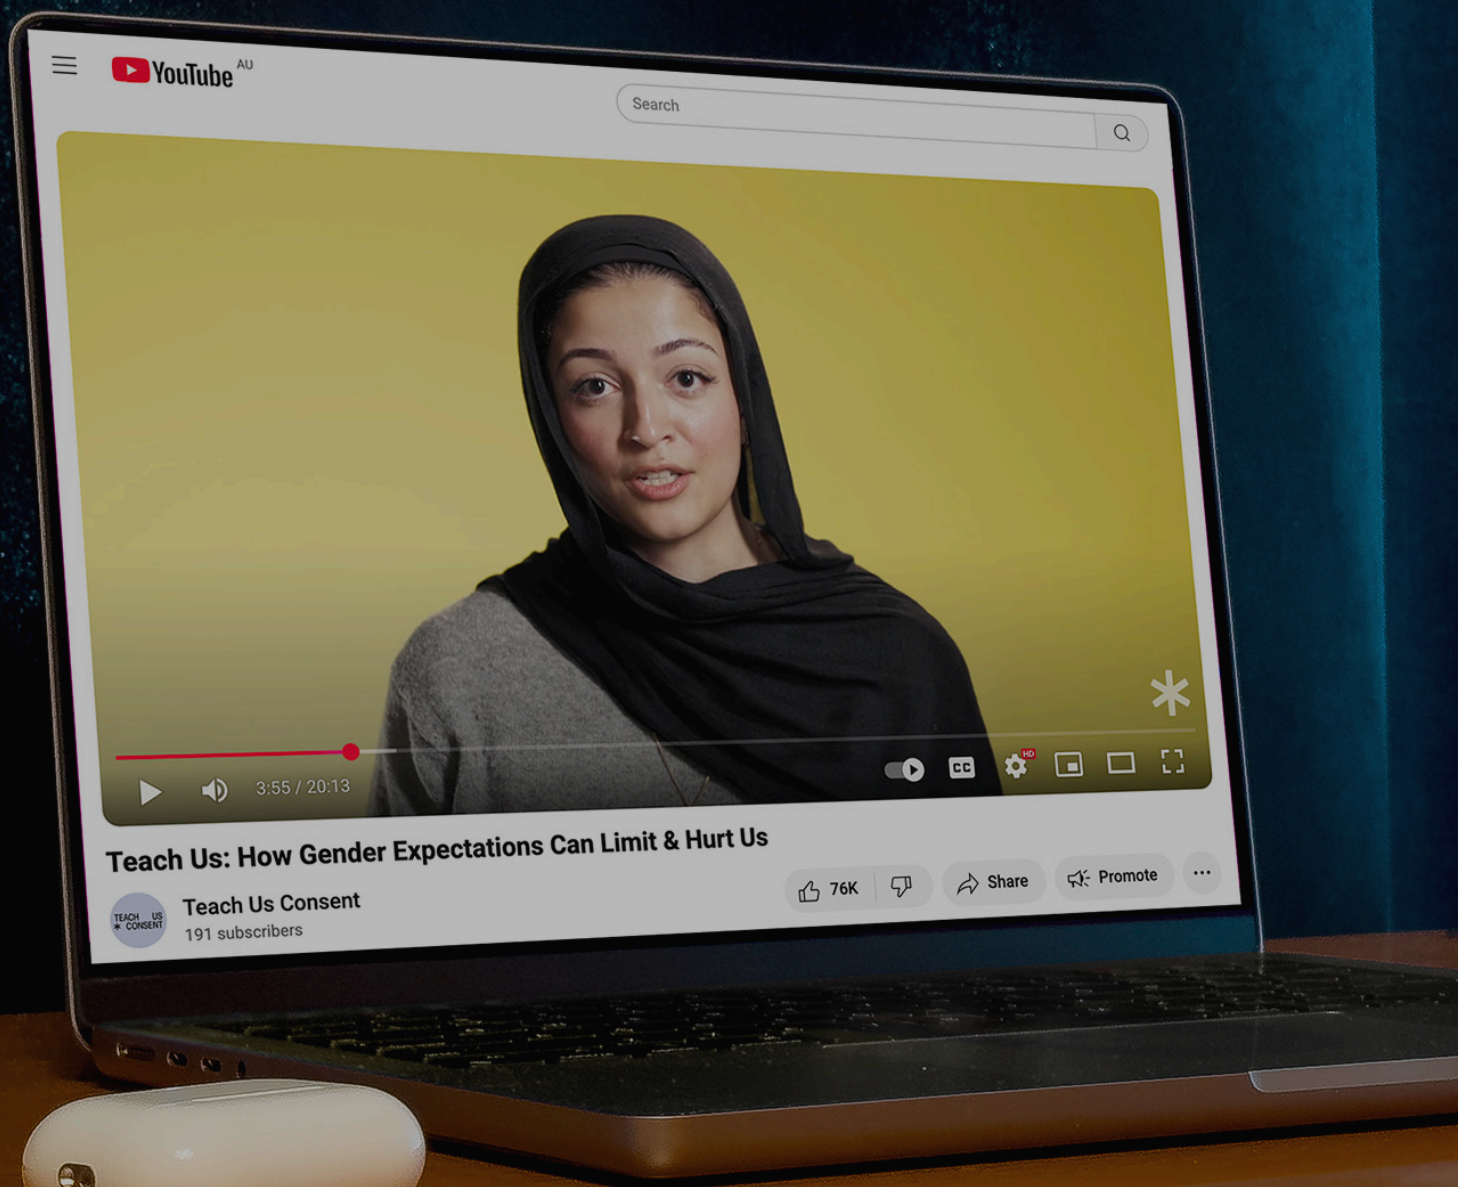 YouTube AU
Search
3:55 / 20:13
CC
HD
Teach Us: How Gender Expectations Can Limit & Hurt Us
TEACH US
* CONSENT
Teach Us Consent
191 subscribers
76K
Share
Promote